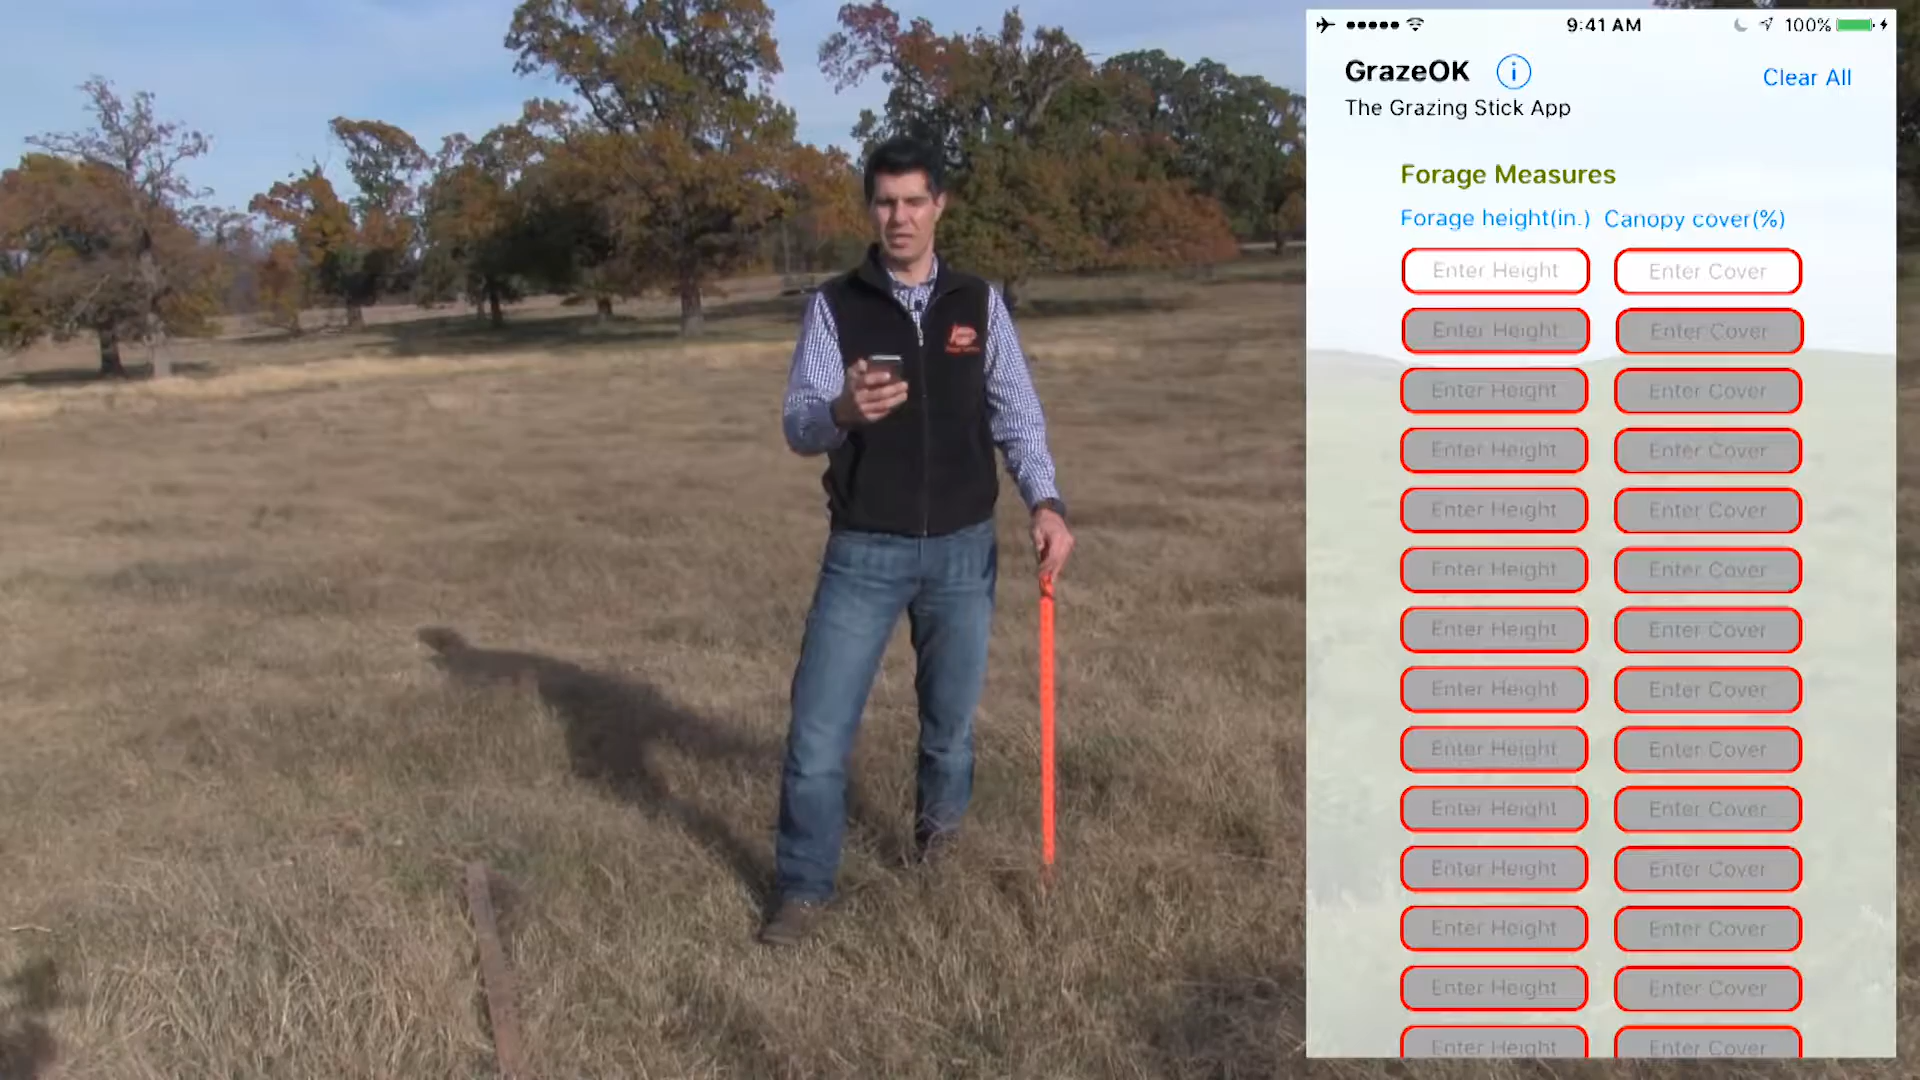 9:41 AM 100%
GrazeOK i Clear All
The Grazing Stick App
Forage Measures
Forage height(in.) Canopy cover(%)
Enter Height Enter Cover
Enter Height Enter Cover
Enter Height Enter Cover
Enter Height Enter Cover
Enter Height Enter Cover
Enter Height Enter Cover
Enter Height Enter Cover
Enter Height Enter Cover
Enter Height Enter Cover
Enter Height Enter Cover
Enter Height Enter Cover
Enter Height Enter Cover
Enter Height Enter Cover
Enter Height Enter Cover